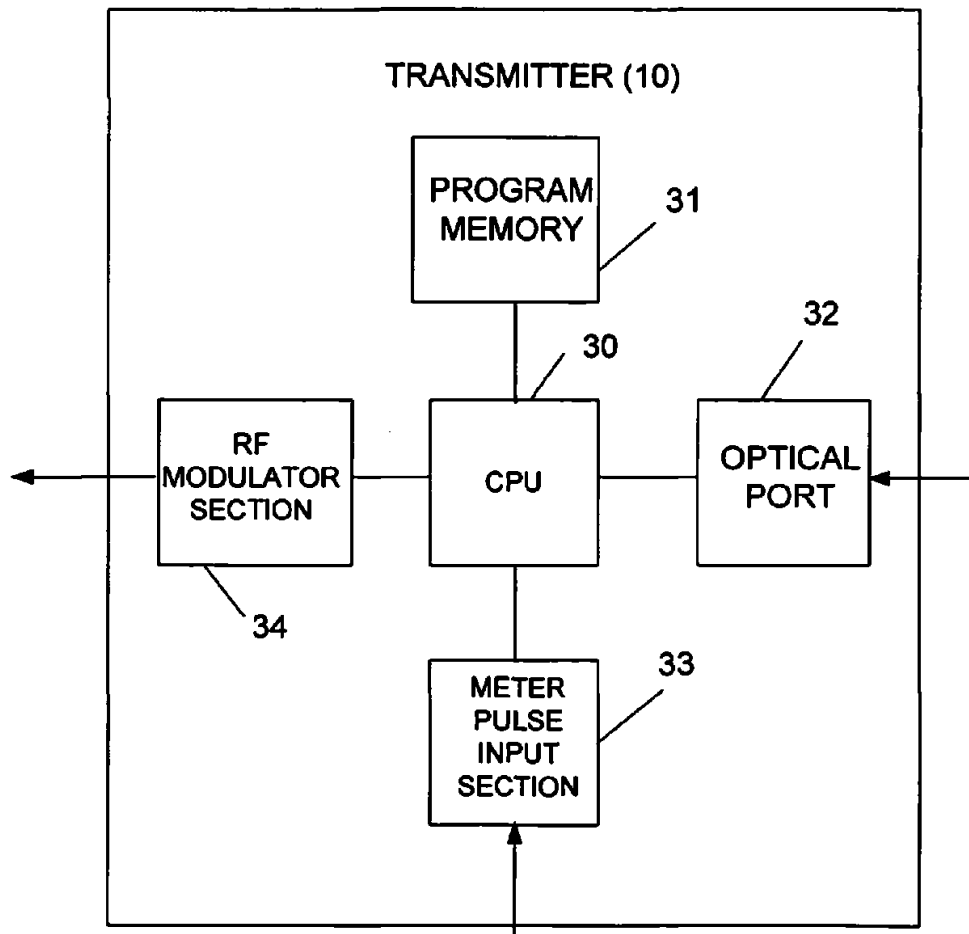 TRANSMITTER (10)
PROGRAM
MEMORY
31
30
32
RF
MODULATOR
SECTION
CPU
OPTICAL
PORT
34
33
METER
PULSE
INPUT
SECTION